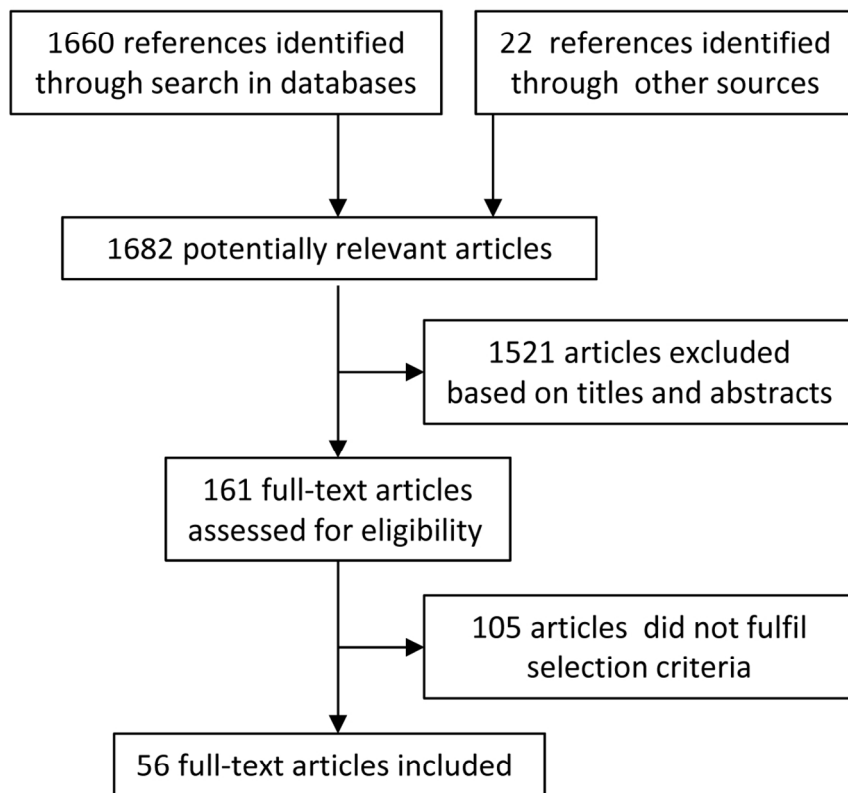 1660 references identified
through search in databases
22 references identified
through other sources
1682 potentially relevant articles
1521 articles excluded
based on titles and abstracts
161 full-text articles
assessed for eligibility
105 articles did not fulfil
selection criteria
56 full-text articles included